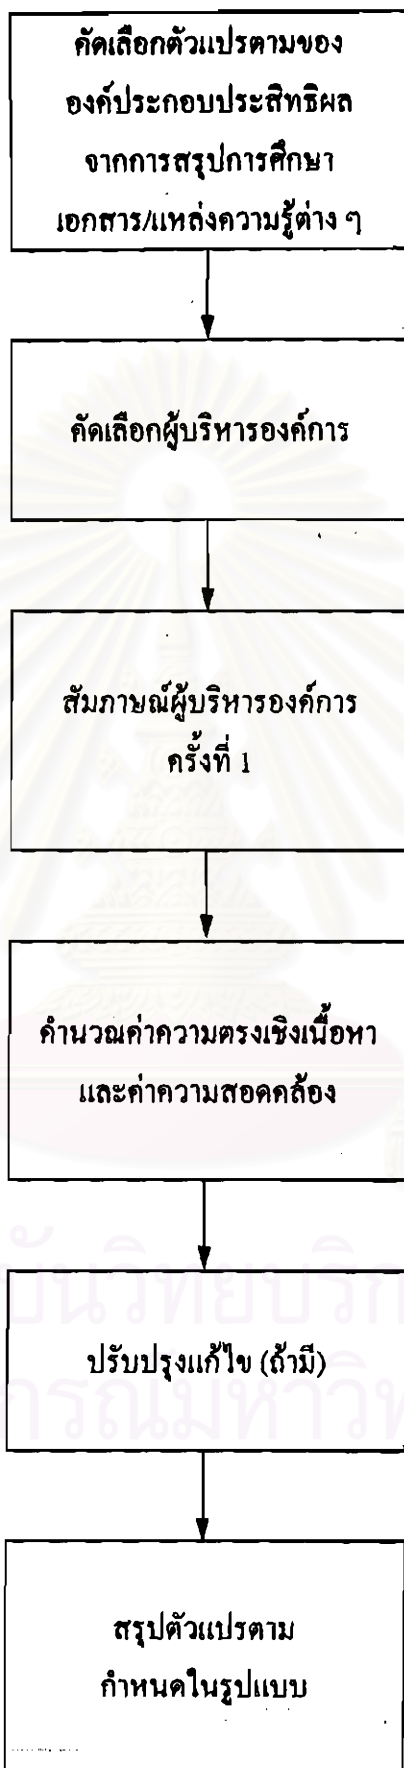 คัดเลือกตัวแปรตามของ
องค์ประกอบประสิทธิผล
จากการสรุปการศึกษา
เอกสาร/แหล่งความรู้ต่าง ๆ
คัดเลือกผู้บริหารองค์การ
สัมภาษณ์ผู้บริหารองค์การ
ครั้งที่ 1
คำนวณค่าความตรงเชิงเนื้อหา
และค่าความสอดคล้อง
ปรับปรุงแก้ไข (ถ้ามี)
สรุปตัวแปรตาม
กำหนดในรูปแบบ